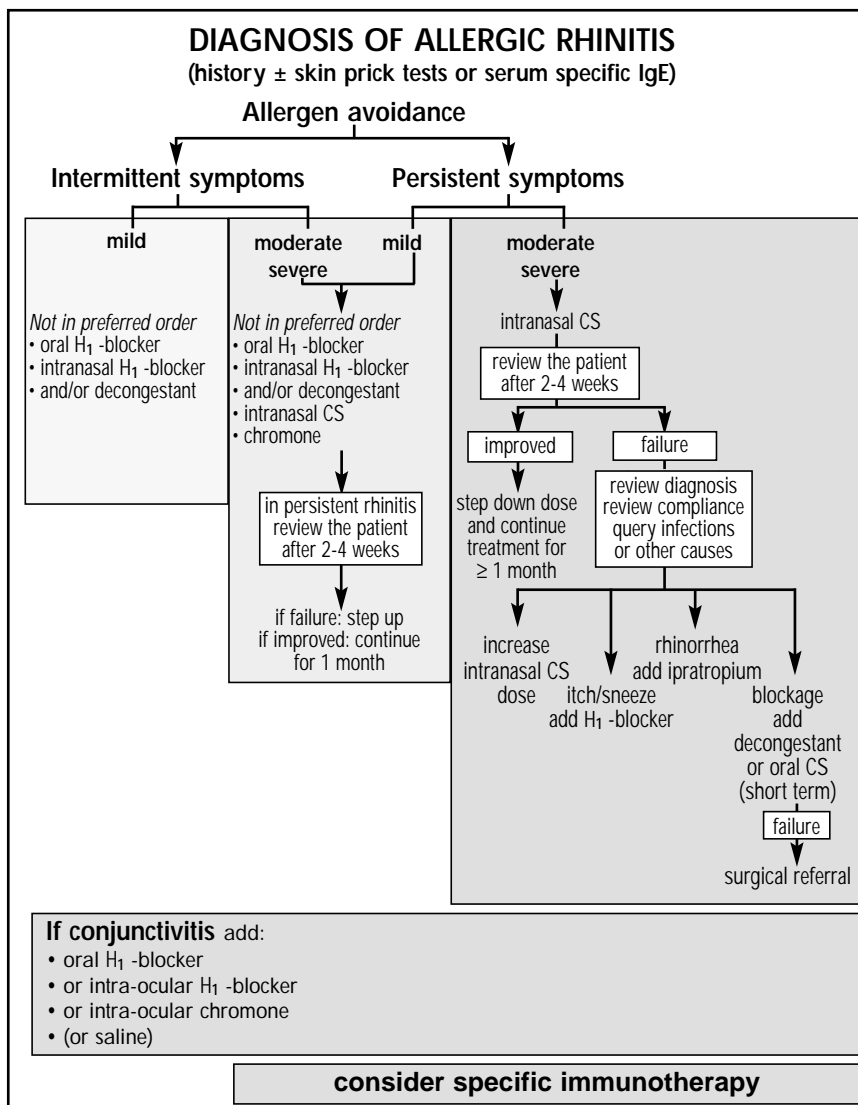 DIAGNOSIS OF ALLERGIC RHINITIS
(history ± skin prick tests or serum specific IgE)
Allergen avoidance
Intermittent symptoms
Persistent symptoms
mild
moderate
severe
mild
moderate
severe
Not in preferred order
• oral H₁ -blocker
• intranasal H₁ -blocker
• and/or decongestant
Not in preferred order
• oral H₁ -blocker
• intranasal H₁ -blocker
• and/or decongestant
• intranasal CS
• chromone
in persistent rhinitis
review the patient
after 2-4 weeks
if failure: step up
if improved: continue
for 1 month
intranasal CS
review the patient
after 2-4 weeks
improved
failure
step down dose
and continue
treatment for
≥ 1 month
review diagnosis
review compliance
query infections
or other causes
increase
intranasal CS
dose
itch/sneeze
add H₁ -blocker
rhinorrhea
add ipratropium
blockage
add
decongestant
or oral CS
(short term)
failure
surgical referral
If conjunctivitis add:
• oral H₁ -blocker
• or intra-ocular H₁ -blocker
• or intra-ocular chromone
• (or saline)
consider specific immunotherapy